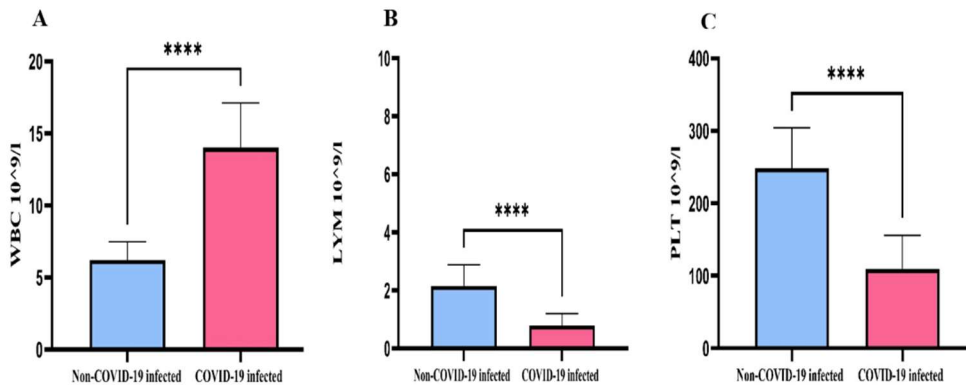 A
WBC 10^9/l
20
15
10
5
0
****
Non-COVID-19 infected
COVID-19 infected
B
LYM 10^9/l
10
8
6
4
2
0
****
Non-COVID-19 infected
COVID-19 infected
C
PLT 10^9/l
400
300
200
100
0
****
Non-COVID-19 infected
COVID-19 infected